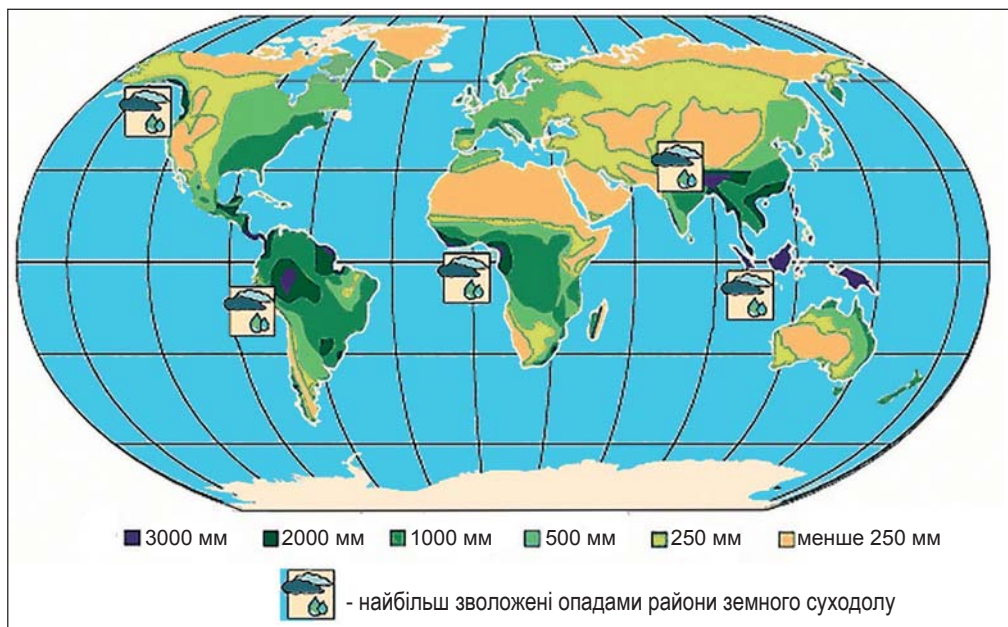 3000 мм 2000 мм 1000 мм 500 мм 250 мм менше 250 мм
- найбільш зволожені опадами райони земного суходолу